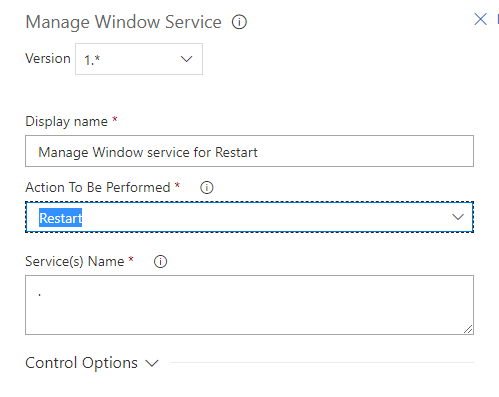 Manage Window Service
Version 1.*
Display name *
Manage Window service for Restart
Action To Be Performed *
Restart
Service(s) Name *
.
Control Options